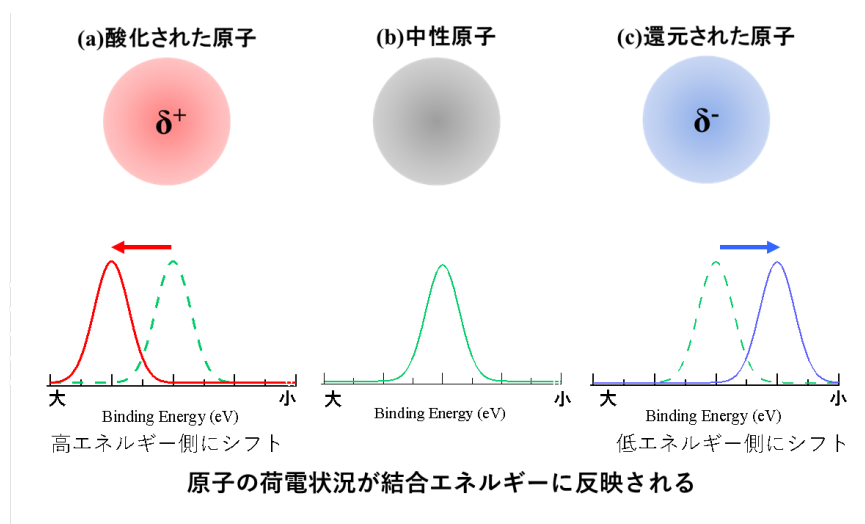 (a)酸化された原子
(b)中性原子
(c)還元された原子
δ⁺
δ⁻
大
小
Binding Energy (eV)
高エネルギー側にシフト
大
小
Binding Energy (eV)
大
小
Binding Energy (eV)
低エネルギー側にシフト
原子の荷電状況が結合エネルギーに反映される